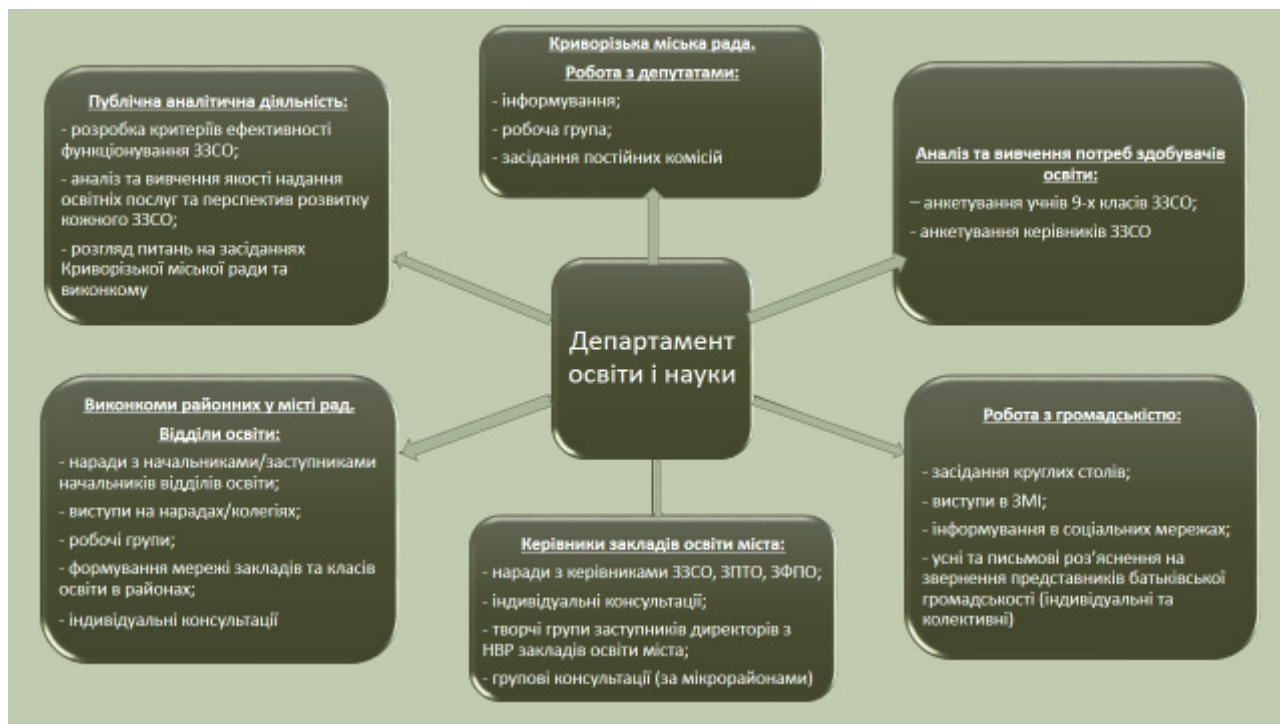 Криворізька міська рада.
Робота з депутатами:
- інформування;
- робоча група;
- засідання постійних комісій
Публічна аналітична діяльність:
- розробка критеріїв ефективності
функціонування ЗЗСО;
- аналіз та вивчення якості надання
освітніх послуг та перспектив розвитку
кожного ЗЗСО;
- розгляд питань на засіданнях
Криворізької міської ради та
виконкому
Аналіз та вивчення потреб здобувачів
освіти:
– анкетування учнів 9-х класів ЗЗСО;
- анкетування керівників ЗЗСО
Департамент
освіти і науки
Виконкоми районних у місті рад.
Відділи освіти:
- наради з начальниками/заступниками
начальників відділів освіти;
- виступи на нарадах/колегіях;
- робочі групи;
- формування мережі закладів та класів
освіти в районах;
- індивідуальні консультації
Керівники закладів освіти міста:
- наради з керівниками ЗЗСО, ЗПТО, ЗФПО;
- індивідуальні консультації;
- творчі групи заступників директорів з
НВР закладів освіти міста;
- групові консультації (за мікрорайонами)
Робота з громадськістю:
- засідання круглих столів;
- виступи в ЗМІ;
- інформування в соціальних мережах;
- усні та письмові роз’яснення на
звернення представників батьківської
громадськості (індивідуальні та
колективні)